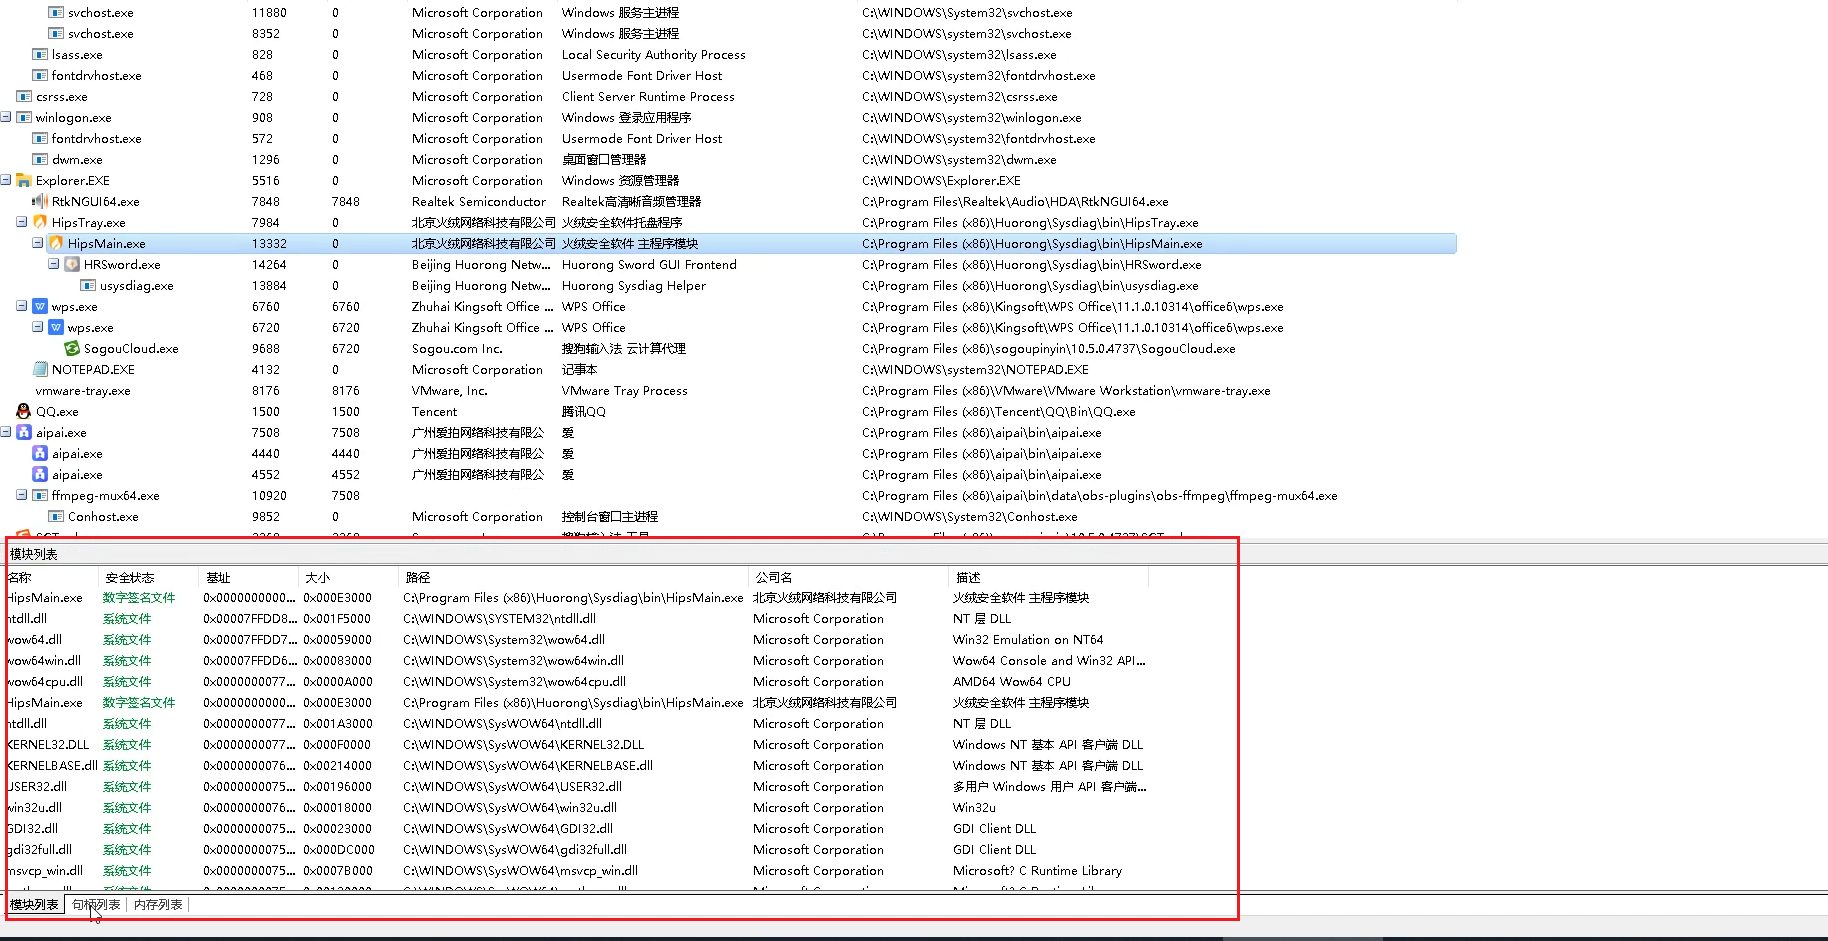 svchost.exe 11880 0 Microsoft Corporation Windows 服务主进程 C:\WINDOWS\System32\svchost.exe
svchost.exe 8352 0 Microsoft Corporation Windows 服务主进程 C:\WINDOWS\system32\svchost.exe
lsass.exe 828 0 Microsoft Corporation Local Security Authority Process C:\WINDOWS\system32\lsass.exe
fontdrvhost.exe 468 0 Microsoft Corporation Usermode Font Driver Host C:\WINDOWS\system32\fontdrvhost.exe
csrss.exe 728 0 Microsoft Corporation Client Server Runtime Process C:\WINDOWS\system32\csrss.exe
winlogon.exe 908 0 Microsoft Corporation Windows 登录应用程序 C:\WINDOWS\system32\winlogon.exe
fontdrvhost.exe 572 0 Microsoft Corporation Usermode Font Driver Host C:\WINDOWS\system32\fontdrvhost.exe
dwm.exe 1296 0 Microsoft Corporation 桌面窗口管理器 C:\WINDOWS\system32\dwm.exe
Explorer.EXE 5516 0 Microsoft Corporation Windows 资源管理器 C:\WINDOWS\Explorer.EXE
RtkNGUI64.exe 7848 7848 Realtek Semiconductor Realtek高清晰音频管理器 C:\Program Files\Realtek\Audio\HDA\RtkNGUI64.exe
HipsTray.exe 7984 0 北京火绒网络科技有限公司 火绒安全软件托盘程序 C:\Program Files (x86)\Huorong\Sysdiag\bin\HipsTray.exe
HipsMain.exe 13332 0 北京火绒网络科技有限公司 火绒安全软件 主程序模块 C:\Program Files (x86)\Huorong\Sysdiag\bin\HipsMain.exe
HRSword.exe 14264 0 Beijing Huorong Netw... Huorong Sword GUI Frontend C:\Program Files (x86)\Huorong\Sysdiag\bin\HRSword.exe
usysdiag.exe 13884 0 Beijing Huorong Netw... Huorong Sysdiag Helper C:\Program Files (x86)\Huorong\Sysdiag\bin\usysdiag.exe
wps.exe 6760 6760 Zhuhai Kingsoft Office ... WPS Office C:\Program Files (x86)\Kingsoft\WPS Office\11.1.0.10314\office6\wps.exe
wps.exe 6720 6720 Zhuhai Kingsoft Office ... WPS Office C:\Program Files (x86)\Kingsoft\WPS Office\11.1.0.10314\office6\wps.exe
SogouCloud.exe 9688 6720 Sogou.com Inc. 搜狗输入法 云计算代理 C:\Program Files (x86)\sogoupinyin\10.5.0.4737\SogouCloud.exe
NOTEPAD.EXE 4132 0 Microsoft Corporation 记事本 C:\WINDOWS\system32\NOTEPAD.EXE
vmware-tray.exe 8176 8176 VMware, Inc. VMware Tray Process C:\Program Files (x86)\VMware\VMware Workstation\vmware-tray.exe
QQ.exe 1500 1500 Tencent 腾讯QQ C:\Program Files (x86)\Tencent\QQ\Bin\QQ.exe
aipai.exe 7508 7508 广州爱拍网络科技有限公 爱 C:\Program Files (x86)\aipai\bin\aipai.exe
aipai.exe 4440 4440 广州爱拍网络科技有限公 爱 C:\Program Files (x86)\aipai\bin\aipai.exe
aipai.exe 4552 4552 广州爱拍网络科技有限公 爱 C:\Program Files (x86)\aipai\bin\aipai.exe
ffmpeg-mux64.exe 10920 7508 C:\Program Files (x86)\aipai\bin\data\obs-plugins\obs-ffmpeg\ffmpeg-mux64.exe
Conhost.exe 9852 0 Microsoft Corporation 控制台窗口主进程 C:\WINDOWS\System32\Conhost.exe
模块列表
名称 安全状态 基址 大小 路径 公司名 描述
HipsMain.exe 数字签名文件 0x0000000000... 0x000E3000 C:\Program Files (x86)\Huorong\Sysdiag\bin\HipsMain.exe 北京火绒网络科技有限公司 火绒安全软件 主程序模块
ntdll.dll 系统文件 0x00007FFDD8... 0x001F5000 C:\WINDOWS\SYSTEM32\ntdll.dll Microsoft Corporation NT 层 DLL
wow64.dll 系统文件 0x00007FFDD7... 0x00059000 C:\WINDOWS\System32\wow64.dll Microsoft Corporation Win32 Emulation on NT64
wow64win.dll 系统文件 0x00007FFDD6... 0x00083000 C:\WINDOWS\System32\wow64win.dll Microsoft Corporation Wow64 Console and Win32 API...
wow64cpu.dll 系统文件 0x0000000077... 0x0000A000 C:\WINDOWS\System32\wow64cpu.dll Microsoft Corporation AMD64 Wow64 CPU
HipsMain.exe 数字签名文件 0x0000000000... 0x000E3000 C:\Program Files (x86)\Huorong\Sysdiag\bin\HipsMain.exe 北京火绒网络科技有限公司 火绒安全软件 主程序模块
ntdll.dll 系统文件 0x0000000077... 0x001A3000 C:\WINDOWS\SysWOW64\ntdll.dll Microsoft Corporation NT 层 DLL
KERNEL32.DLL 系统文件 0x0000000077... 0x000F0000 C:\WINDOWS\SysWOW64\KERNEL32.DLL Microsoft Corporation Windows NT 基本 API 客户端 DLL
KERNELBASE.dll 系统文件 0x0000000076... 0x00214000 C:\WINDOWS\SysWOW64\KERNELBASE.dll Microsoft Corporation Windows NT 基本 API 客户端 DLL
USER32.dll 系统文件 0x0000000075... 0x00196000 C:\WINDOWS\SysWOW64\USER32.dll Microsoft Corporation 多用户 Windows 用户 API 客户端...
win32u.dll 系统文件 0x0000000076... 0x00018000 C:\WINDOWS\SysWOW64\win32u.dll Microsoft Corporation Win32u
GDI32.dll 系统文件 0x0000000075... 0x00023000 C:\WINDOWS\SysWOW64\GDI32.dll Microsoft Corporation GDI Client DLL
gdi32full.dll 系统文件 0x0000000075... 0x000DC000 C:\WINDOWS\SysWOW64\gdi32full.dll Microsoft Corporation GDI Client DLL
msvcp_win.dll 系统文件 0x0000000075... 0x0007B000 C:\WINDOWS\SysWOW64\msvcp_win.dll Microsoft Corporation Microsoft? C Runtime Library
模块列表 句柄列表 内存列表